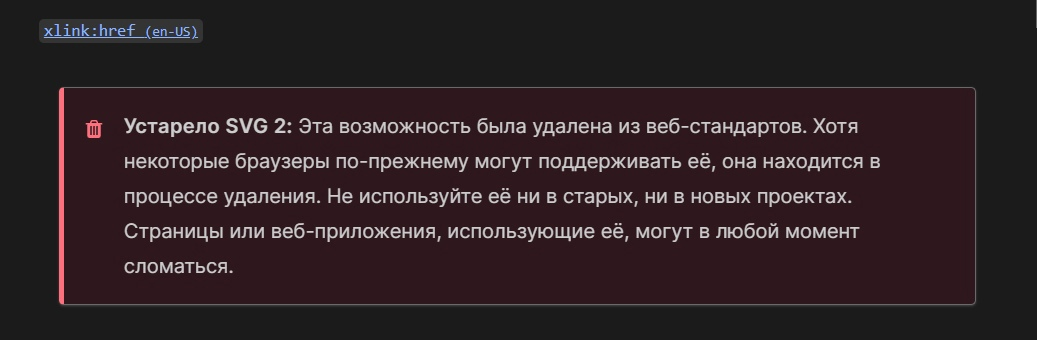 xlink:href (en-US)
Устарело SVG 2: Эта возможность была удалена из веб-стандартов. Хотя
некоторые браузеры по-прежнему могут поддерживать её, она находится в
процессе удаления. Не используйте её ни в старых, ни в новых проектах.
Страницы или веб-приложения, использующие её, могут в любой момент
сломаться.